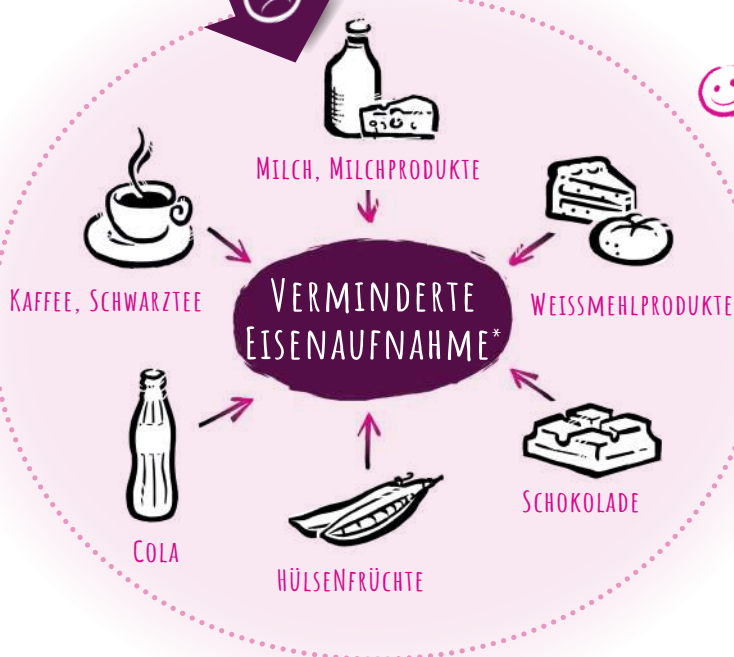 MILCH, MILCHPRODUKTE
KAFFEE, SCHWARZTEE
VERMINDERTE
EISENAUFNAHME*
WEISSMEHLPRODUKTE
SCHOKOLADE
COLA
HÜLSENFRÜCHTE